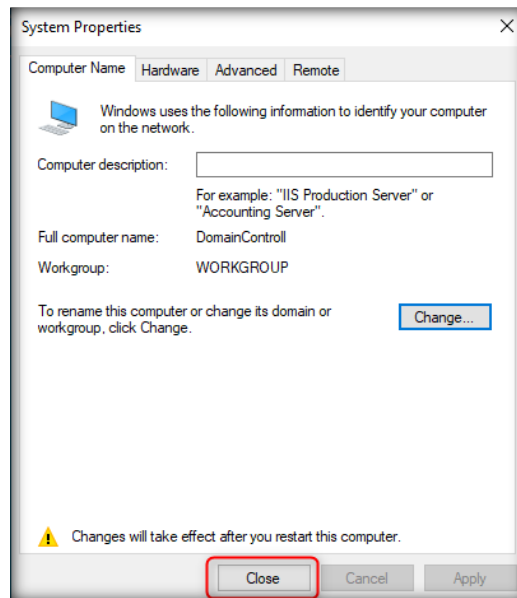 System Properties
Computer Name Hardware Advanced Remote
Windows uses the following information to identify your computer
on the network.
Computer description:
For example: "IIS Production Server" or
"Accounting Server".
Full computer name: DomainControll
Workgroup: WORKGROUP
To rename this computer or change its domain or
workgroup, click Change.
Change...
Changes will take effect after you restart this computer.
Close Cancel Apply